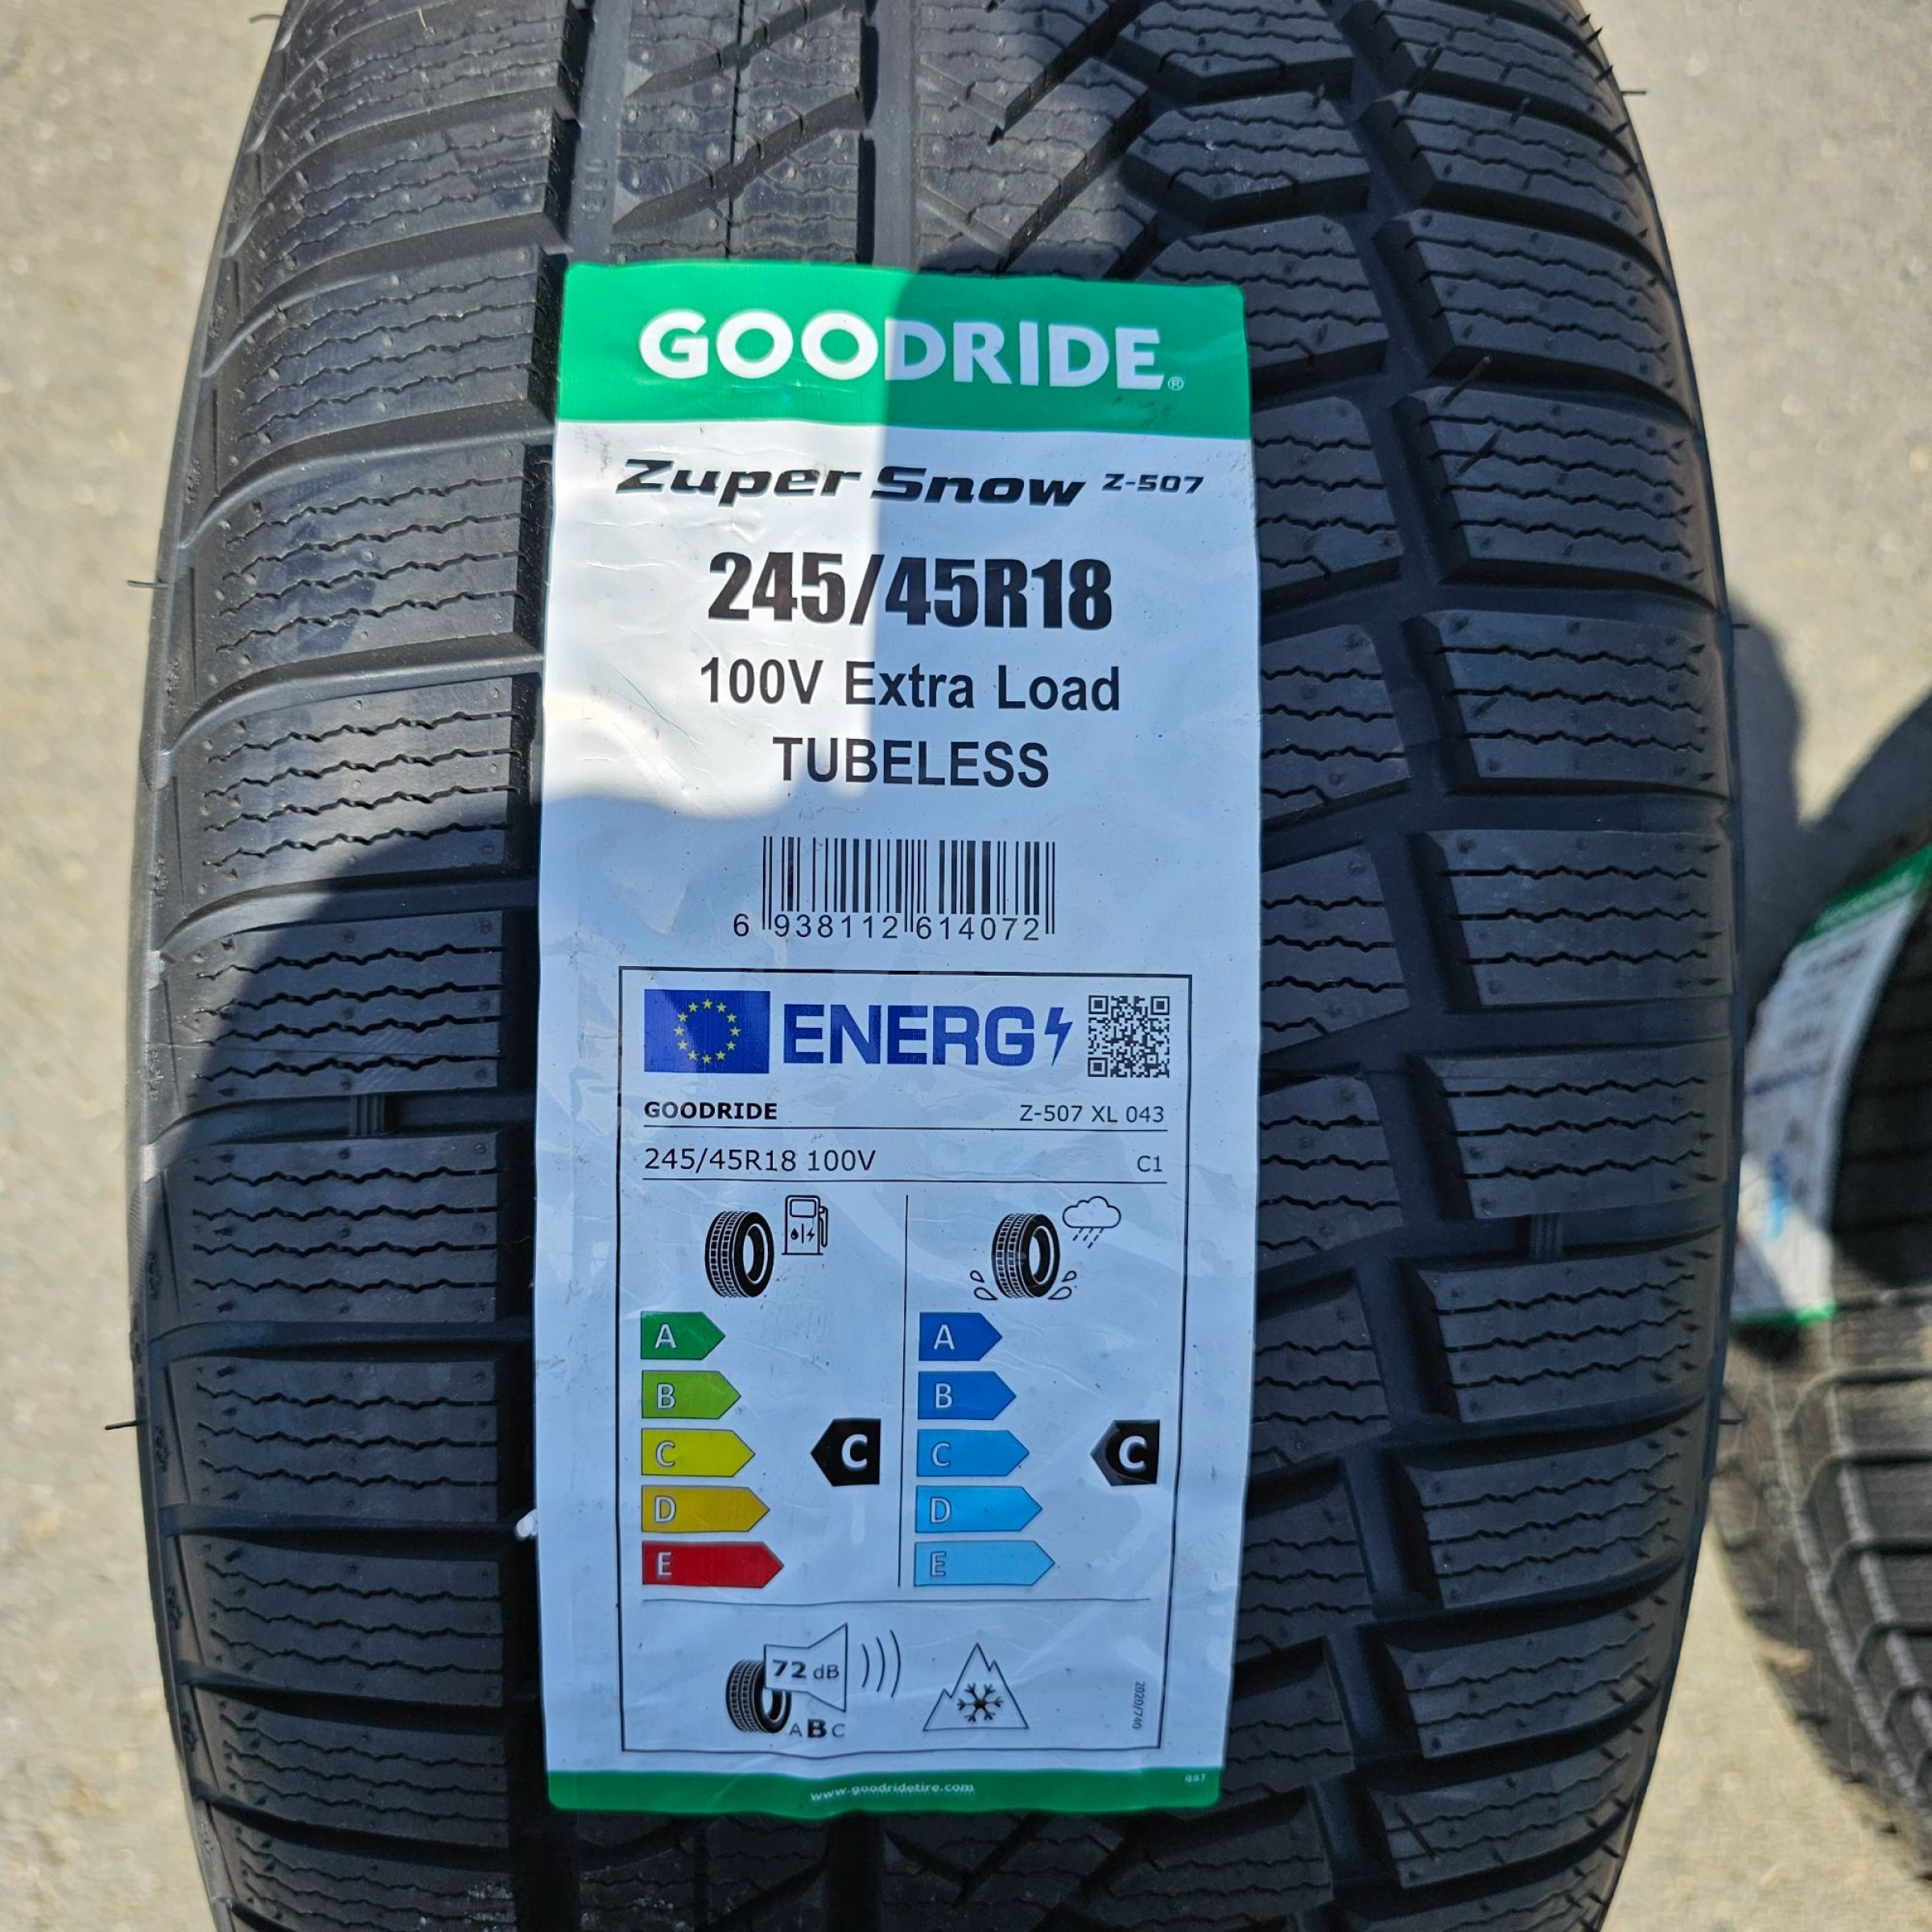 GOODRIDE®
Zuper Snow Z-507
245/45R18
100V Extra Load
TUBELESS
6 938112 614072
ENERG
GOODRIDE Z-507 XL 043
245/45R18 100V C1
A A
B B
C C C C
D D
E E
72 dB
ABC
2020/740
www.goodridetire.com